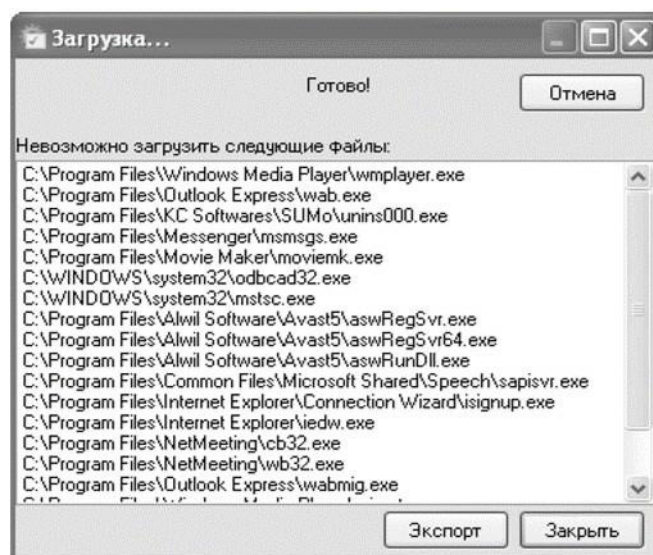 Загрузка...
Готово!
Отмена
Невозможно загрузить следующие файлы:
C:\Program Files\Windows Media Player\wmplayer.exe
C:\Program Files\Outlook Express\wab.exe
C:\Program Files\KC Softwares\SUMo\unins000.exe
C:\Program Files\Messenger\msmsgs.exe
C:\Program Files\Movie Maker\moviemk.exe
C:\WINDOWS\system32\odbcad32.exe
C:\WINDOWS\system32\mstsc.exe
C:\Program Files\Alwil Software\Avast5\aswRegSvr.exe
C:\Program Files\Alwil Software\Avast5\aswRegSvr64.exe
C:\Program Files\Alwil Software\Avast5\aswRunDll.exe
C:\Program Files\Common Files\Microsoft Shared\Speech\sapisvr.exe
C:\Program Files\Internet Explorer\Connection Wizard\isignup.exe
C:\Program Files\Internet Explorer\iedw.exe
C:\Program Files\NetMeeting\cb32.exe
C:\Program Files\NetMeeting\wb32.exe
C:\Program Files\Outlook Express\wabmig.exe
Экспорт
Закрыть